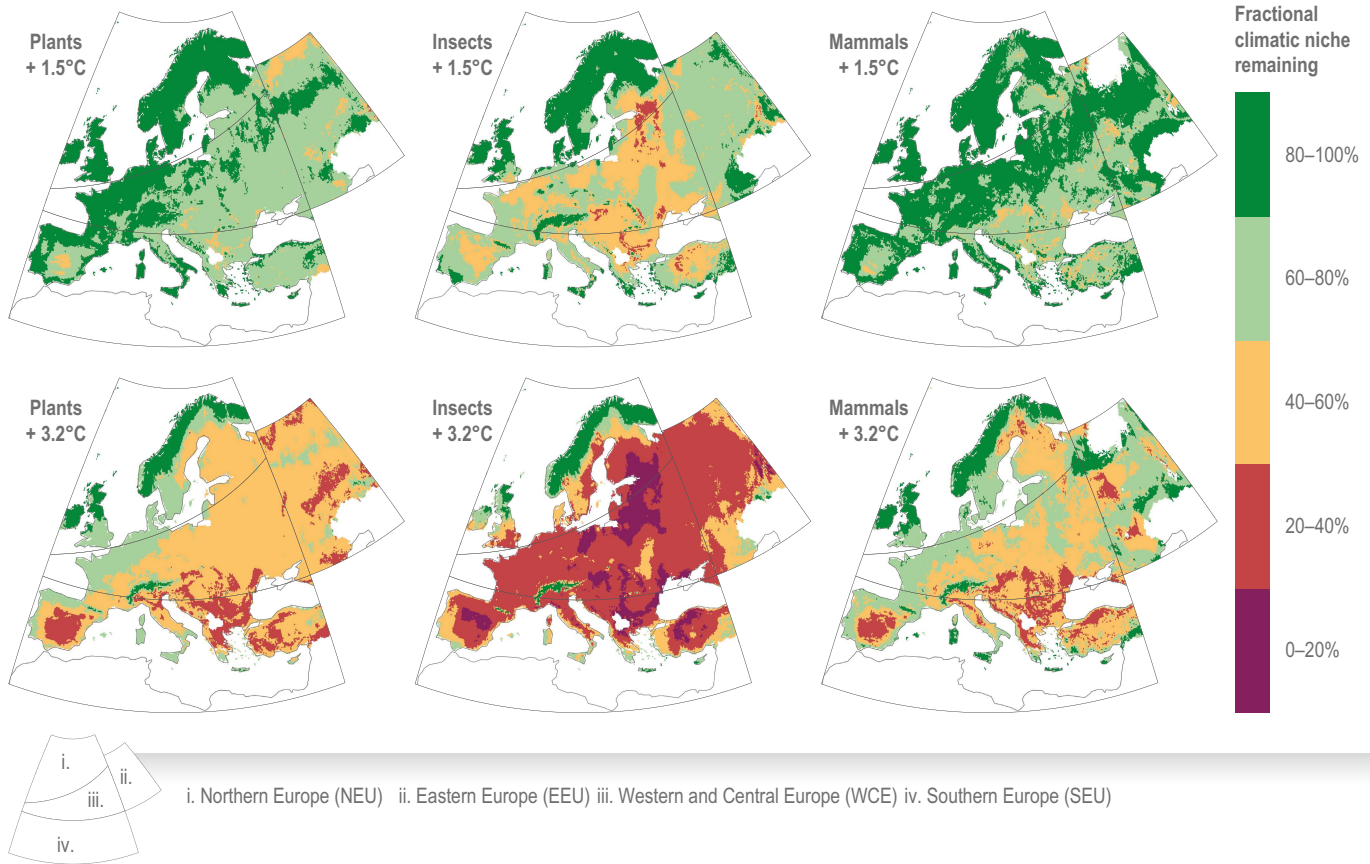 Plants
+ 1.5°C
Insects
+ 1.5°C
Mammals
+ 1.5°C
Fractional
climatic niche
remaining
80–100%
60–80%
40–60%
20–40%
0–20%
Plants
+ 3.2°C
Insects
+ 3.2°C
Mammals
+ 3.2°C
i.
ii.
iii.
iv.
i. Northern Europe (NEU) ii. Eastern Europe (EEU) iii. Western and Central Europe (WCE) iv. Southern Europe (SEU)